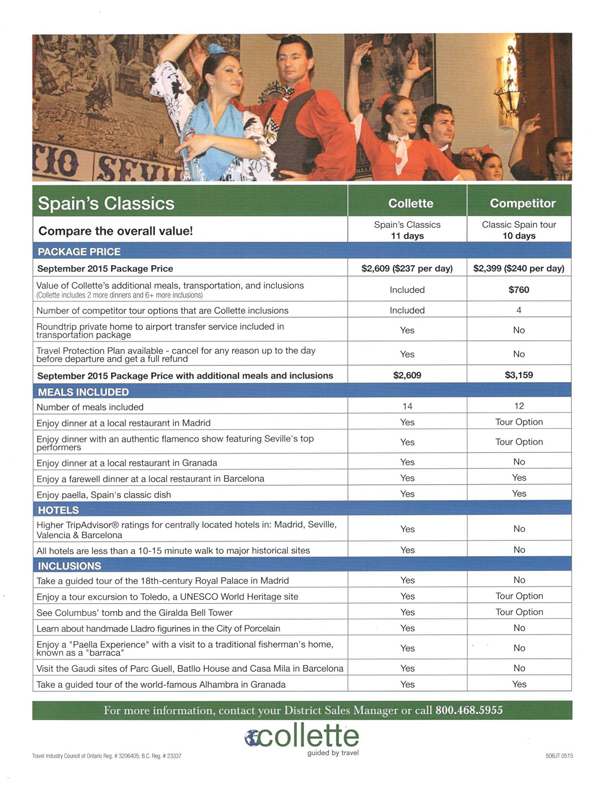 TIO SEVI
Spain's Classics Collette Competitor
Compare the overall value! Spain's Classics 11 days Classic Spain tour 10 days
PACKAGE PRICE
September 2015 Package Price $2,609 ($237 per day) $2,399 ($240 per day)
Value of Collette's additional meals, transportation, and inclusions Included $760
(Collette includes 2 more dinners and 6+ more inclusions)
Number of competitor tour options that are Collette inclusions Included 4
Roundtrip private home to airport transfer service included in
transportation package Yes No
Travel Protection Plan available - cancel for any reason up to the day
before departure and get a full refund Yes No
September 2015 Package Price with additional meals and inclusions $2,609 $3,159
MEALS INCLUDED
Number of meals included 14 12
Enjoy dinner at a local restaurant in Madrid Yes Tour Option
Enjoy dinner with an authentic flamenco show featuring Seville's top
performers Yes Tour Option
Enjoy dinner at a local restaurant in Granada Yes No
Enjoy a farewell dinner at a local restaurant in Barcelona Yes Yes
Enjoy paella, Spain's classic dish Yes Yes
HOTELS
Higher TripAdvisor® ratings for centrally located hotels in: Madrid, Seville,
Valencia & Barcelona Yes No
All hotels are less than a 10-15 minute walk to major historical sites Yes No
INCLUSIONS
Take a guided tour of the 18th-century Royal Palace in Madrid Yes No
Enjoy a tour excursion to Toledo, a UNESCO World Heritage site Yes Tour Option
See Columbus' tomb and the Giralda Bell Tower Yes Tour Option
Learn about handmade Lladro figurines in the City of Porcelain Yes No
Enjoy a "Paella Experience" with a visit to a traditional fisherman's home,
known as a "barraca" Yes No
Visit the Gaudi sites of Parc Guell, Batllo House and Casa Mila in Barcelona Yes No
Take a guided tour of the world-famous Alhambra in Granada Yes Yes
For more information, contact your District Sales Manager or call 800.468.5955
collette
guided by travel
Travel Industry Council of Ontario Reg. # 3206405; B.C. Reg. # 23337 508JT 0515